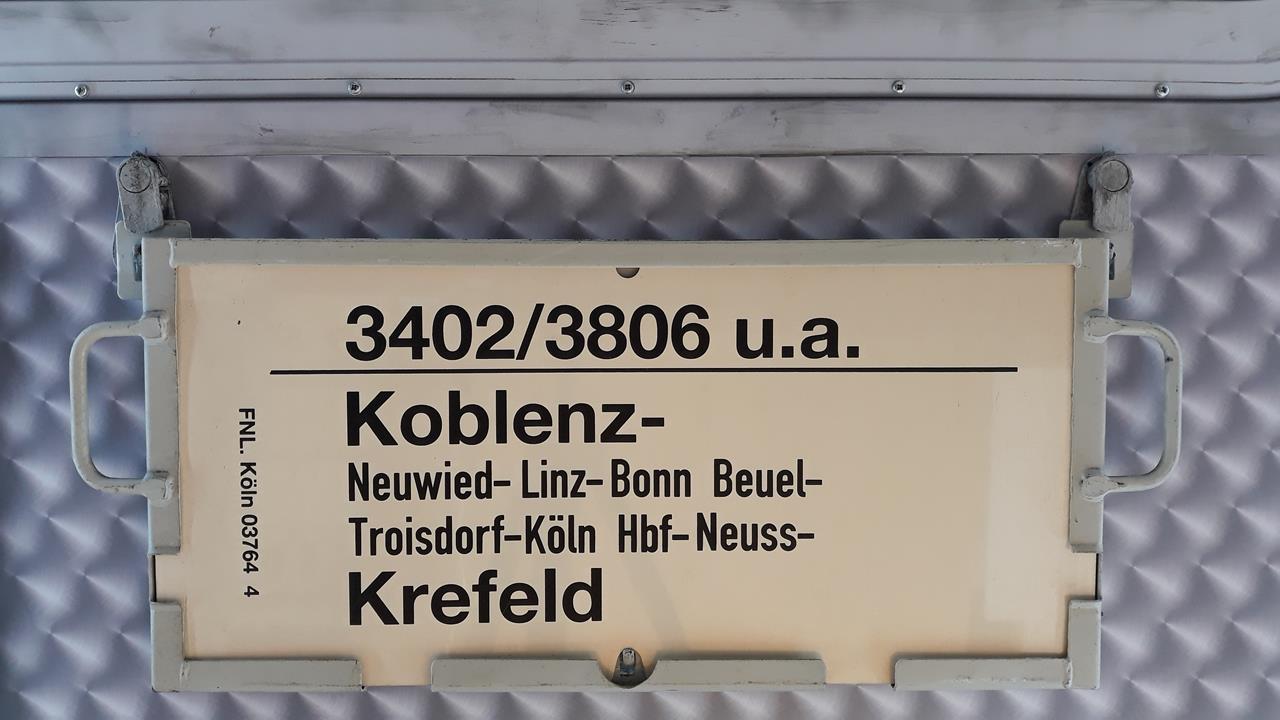 3402/3806 u.a.
Koblenz-
Neuwied-Linz-Bonn Beuel-
Troisdorf-Köln Hbf-Neuss-
Krefeld
FNL. Köln 03764 4